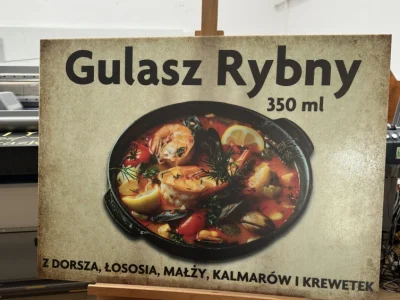 Gulasz Rybny
350 ml
Z DORSZA, ŁOSOSIA, MAŁŻY, KALMARÓW I KREWETEK